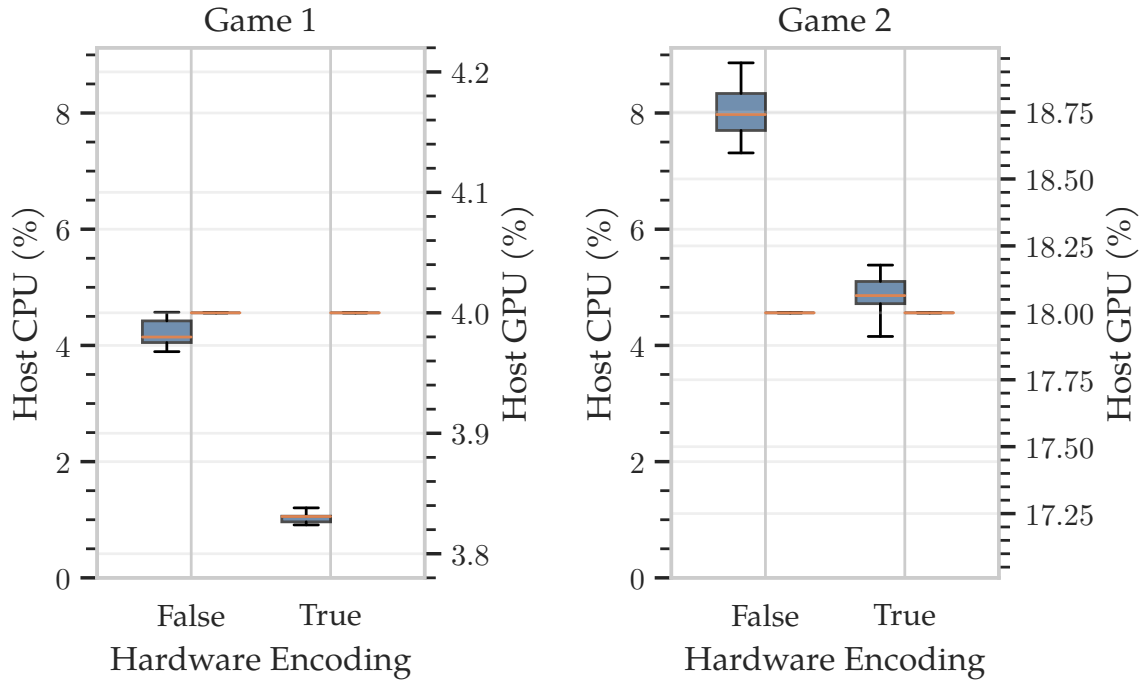 Game 1
Game 2
Host CPU (%)
8
6
4
2
0
4.2
4.1
4.0
3.9
3.8
Host GPU (%)
False
True
Hardware Encoding
Host CPU (%)
8
6
4
2
0
18.75
18.50
18.25
18.00
17.75
17.50
17.25
Host GPU (%)
False
True
Hardware Encoding